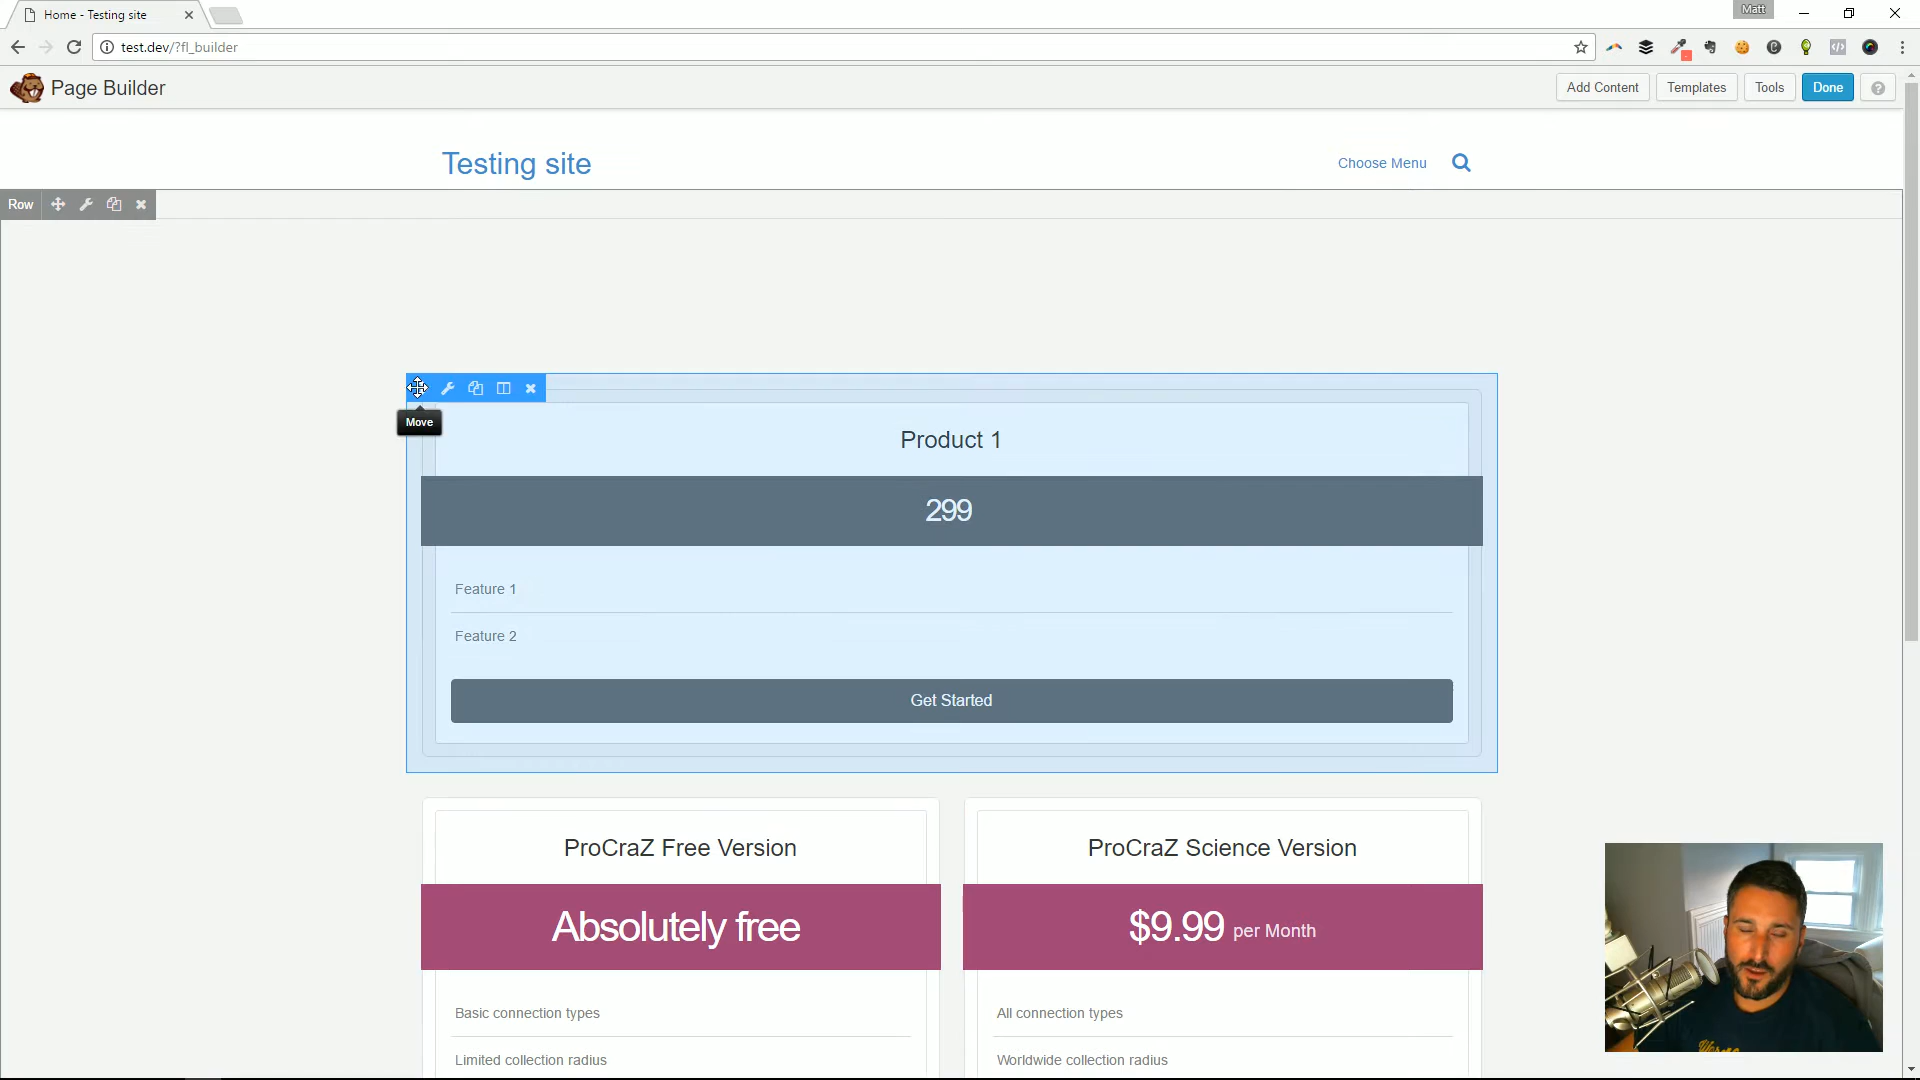 Home - Testing site
Matt
test.dev/?fl_builder
Page Builder
Add Content
Templates
Tools
Done
Testing site
Choose Menu
Row
Move
Product 1
299
Feature 1
Feature 2
Get Started
ProCraZ Free Version
ProCraZ Science Version
Absolutely free
$9.99 per Month
Basic connection types
All connection types
Limited collection radius
Worldwide collection radius